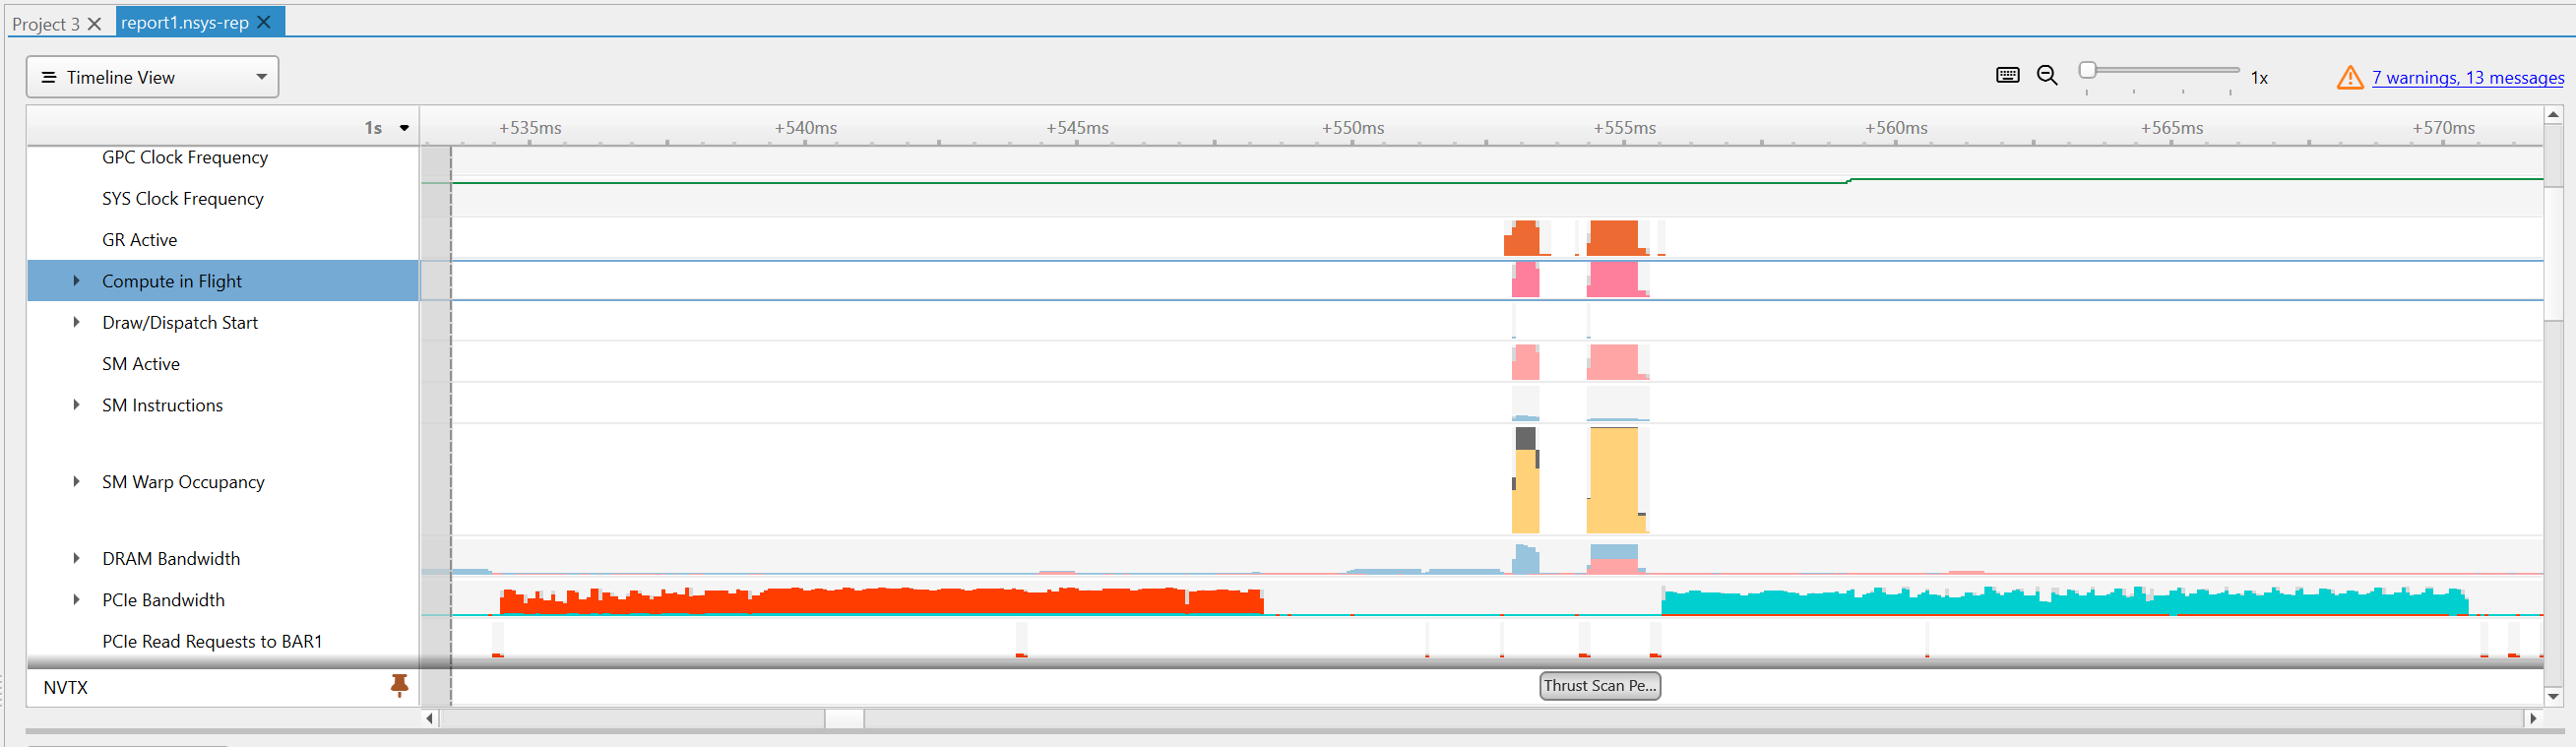 Project 3
report1.nsys-rep
Timeline View
1x
7 warnings, 13 messages
1s
+535ms
+540ms
+545ms
+550ms
+555ms
+560ms
+565ms
+570ms
GPC Clock Frequency
SYS Clock Frequency
GR Active
Compute in Flight
Draw/Dispatch Start
SM Active
SM Instructions
SM Warp Occupancy
DRAM Bandwidth
PCIe Bandwidth
PCIe Read Requests to BAR1
NVTX
Thrust Scan Pe...